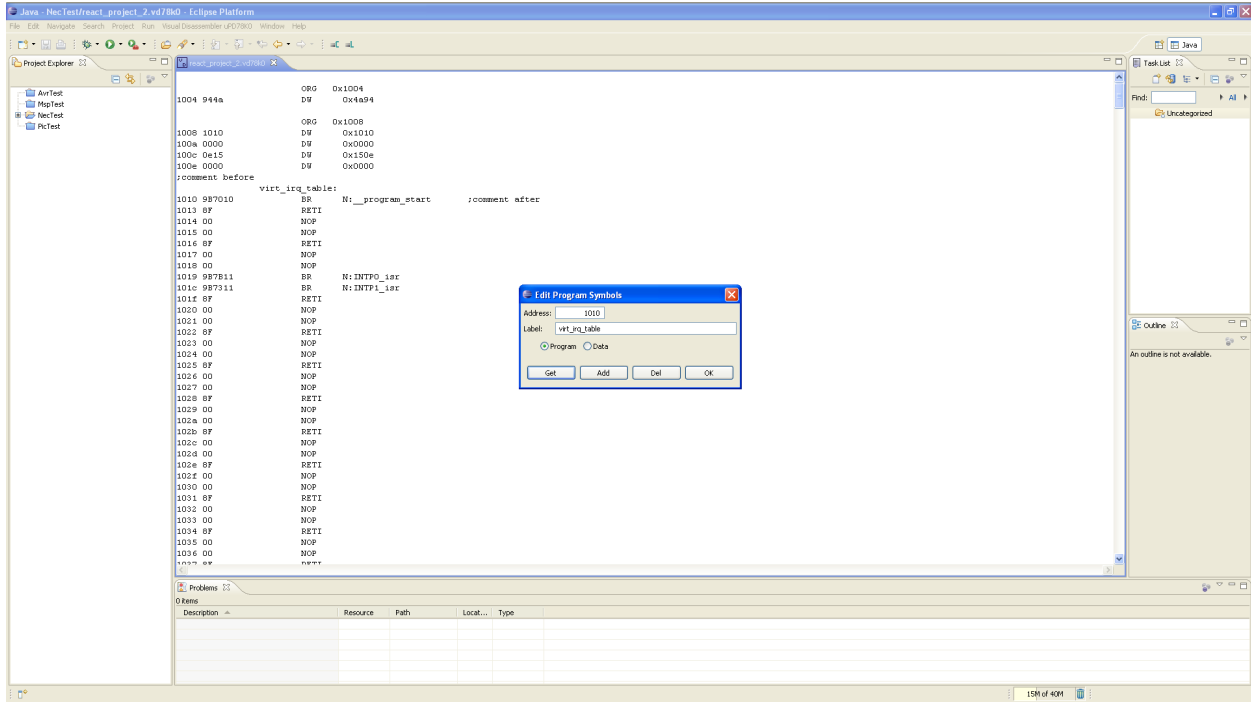 Java - NecTest/react_project_2.vd78k0 - Eclipse Platform
File Edit Navigate Search Project Run Visual Disassembler uPD78K0 Window Help
Java
Project Explorer
react_project_2.vd78k0
Task List
AvrTest
MspTest
NecTest
PicTest
Find:
All
Uncategorized
ORG 0x1004
1004 944a DW 0x4a94
ORG 0x1008
1008 1010 DW 0x1010
100a 0000 DW 0x0000
100c 0e15 DW 0x150e
100e 0000 DW 0x0000
;comment before
virt_irq_table:
1010 9B7010 BR N:__program_start ;comment after
1013 8F RETI
1014 00 NOP
1015 00 NOP
1016 8F RETI
1017 00 NOP
1018 00 NOP
1019 9B7B11 BR N:INTP0_isr
101c 9B7311 BR N:INTP1_isr
101f 8F RETI
1020 00 NOP
1021 00 NOP
1022 8F RETI
1023 00 NOP
1024 00 NOP
1025 8F RETI
1026 00 NOP
1027 00 NOP
1028 8F RETI
1029 00 NOP
102a 00 NOP
102b 8F RETI
102c 00 NOP
102d 00 NOP
102e 8F RETI
102f 00 NOP
1030 00 NOP
1031 8F RETI
1032 00 NOP
1033 00 NOP
1034 8F RETI
1035 00 NOP
1036 00 NOP
1037 8F RETI
Edit Program Symbols
Address: 1010
Label: virt_irq_table
Program Data
Get Add Del OK
Outline
An outline is not available.
Problems
0 items
Description Resource Path Locat... Type
15M of 40M